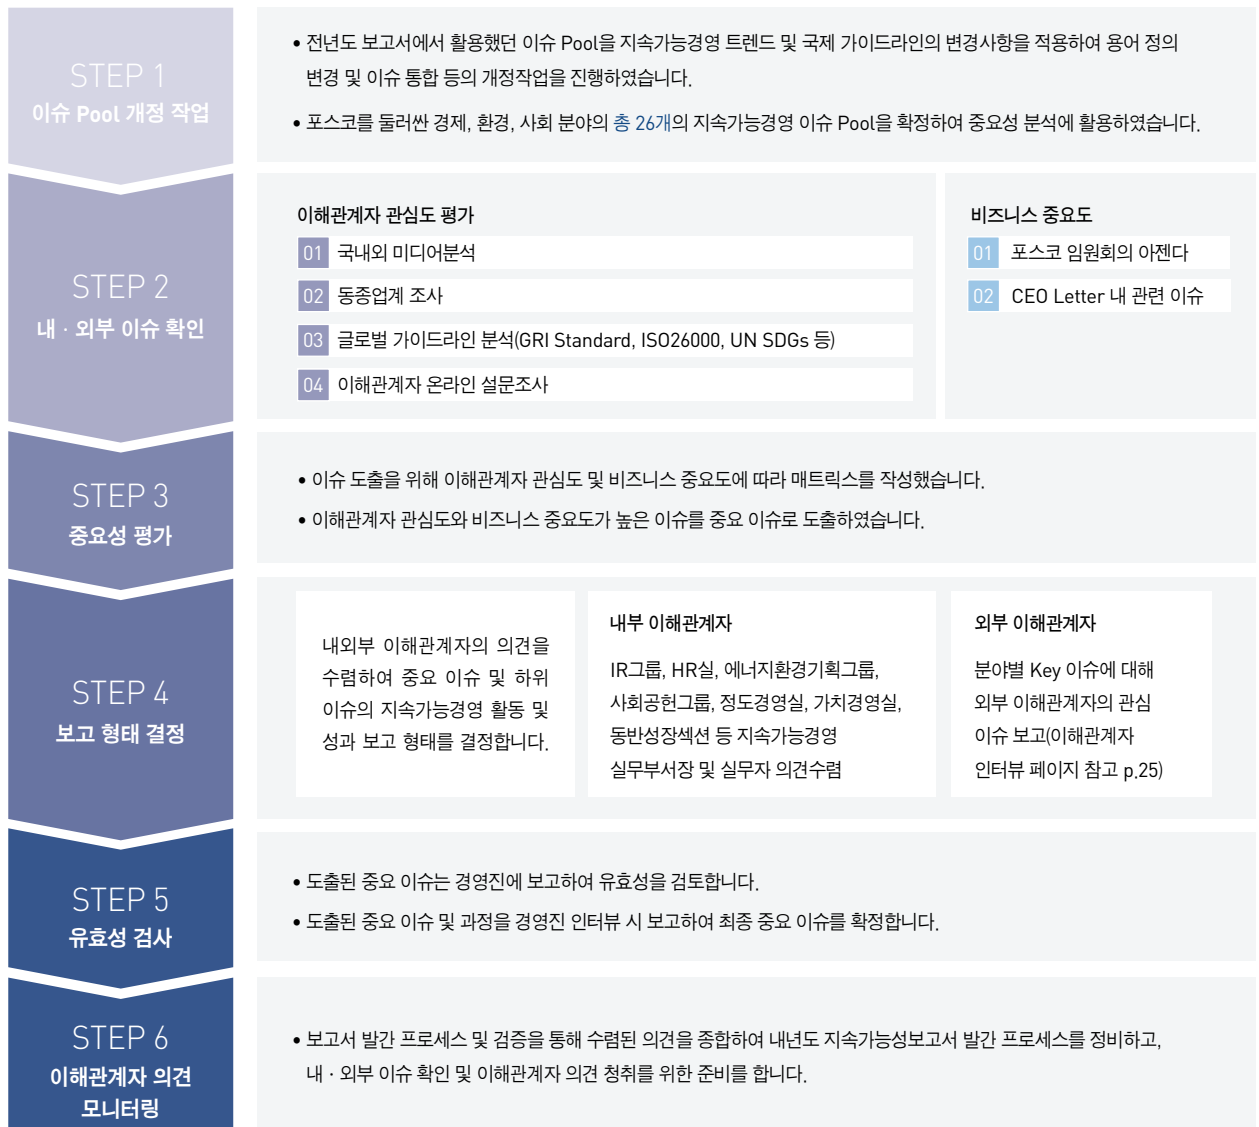 STEP 1
이슈 Pool 개정 작업
• 전년도 보고서에서 활용했던 이슈 Pool을 지속가능경영 트렌드 및 국제 가이드라인의 변경사항을 적용하여 용어 정의
변경 및 이슈 통합 등의 개정작업을 진행하였습니다.
• 포스코를 둘러싼 경제, 환경, 사회 분야의 총 26개의 지속가능경영 이슈 Pool을 확정하여 중요성 분석에 활용하였습니다.
STEP 2
내 · 외부 이슈 확인
이해관계자 관심도 평가
01 국내외 미디어분석
02 동종업계 조사
03 글로벌 가이드라인 분석(GRI Standard, ISO26000, UN SDGs 등)
04 이해관계자 온라인 설문조사
비즈니스 중요도
01 포스코 임원회의 아젠다
02 CEO Letter 내 관련 이슈
STEP 3
중요성 평가
• 이슈 도출을 위해 이해관계자 관심도 및 비즈니스 중요도에 따라 매트릭스를 작성했습니다.
• 이해관계자 관심도와 비즈니스 중요도가 높은 이슈를 중요 이슈로 도출하였습니다.
STEP 4
보고 형태 결정
내외부 이해관계자의 의견을
수렴하여 중요 이슈 및 하위
이슈의 지속가능경영 활동 및
성과 보고 형태를 결정합니다.
내부 이해관계자
IR그룹, HR실, 에너지환경기획그룹,
사회공헌그룹, 정도경영실, 가치경영실,
동반성장섹션 등 지속가능경영
실무부서장 및 실무자 의견수렴
외부 이해관계자
분야별 Key 이슈에 대해
외부 이해관계자의 관심
이슈 보고(이해관계자
인터뷰 페이지 참고 p.25)
STEP 5
유효성 검사
• 도출된 중요 이슈는 경영진에 보고하여 유효성을 검토합니다.
• 도출된 중요 이슈 및 과정을 경영진 인터뷰 시 보고하여 최종 중요 이슈를 확정합니다.
STEP 6
이해관계자 의견
모니터링
• 보고서 발간 프로세스 및 검증을 통해 수렴된 의견을 종합하여 내년도 지속가능성보고서 발간 프로세스를 정비하고,
내 · 외부 이슈 확인 및 이해관계자 의견 청취를 위한 준비를 합니다.